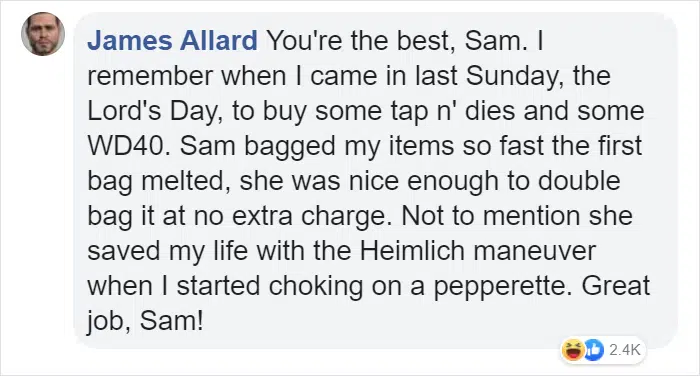 James Allard You're the best, Sam. I
remember when I came in last Sunday, the
Lord's Day, to buy some tap n' dies and some
WD40. Sam bagged my items so fast the first
bag melted, she was nice enough to double
bag it at no extra charge. Not to mention she
saved my life with the Heimlich maneuver
when I started choking on a pepperette. Great
job, Sam!
2.4K